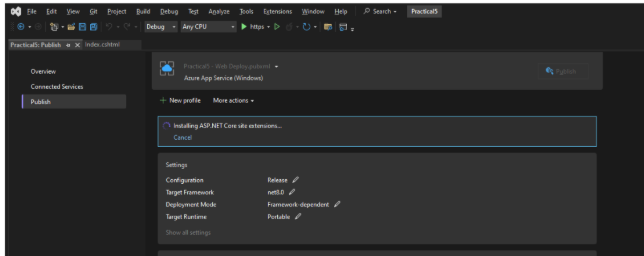 File Edit View Git Project Build Debug Test Analyze Tools Extensions Window Help Search Practical5
Debug Any CPU https
Practical5: Publish Index.cshtml
Overview
Connected Services
Publish
Practical5 - Web Deploy.pubxml
Azure App Service (Windows)
Publish
+ New profile More actions
Installing ASP.NET Core site extensions...
Cancel
Settings
Configuration Release
Target Framework net8.0
Deployment Mode Framework-dependent
Target Runtime Portable
Show all settings